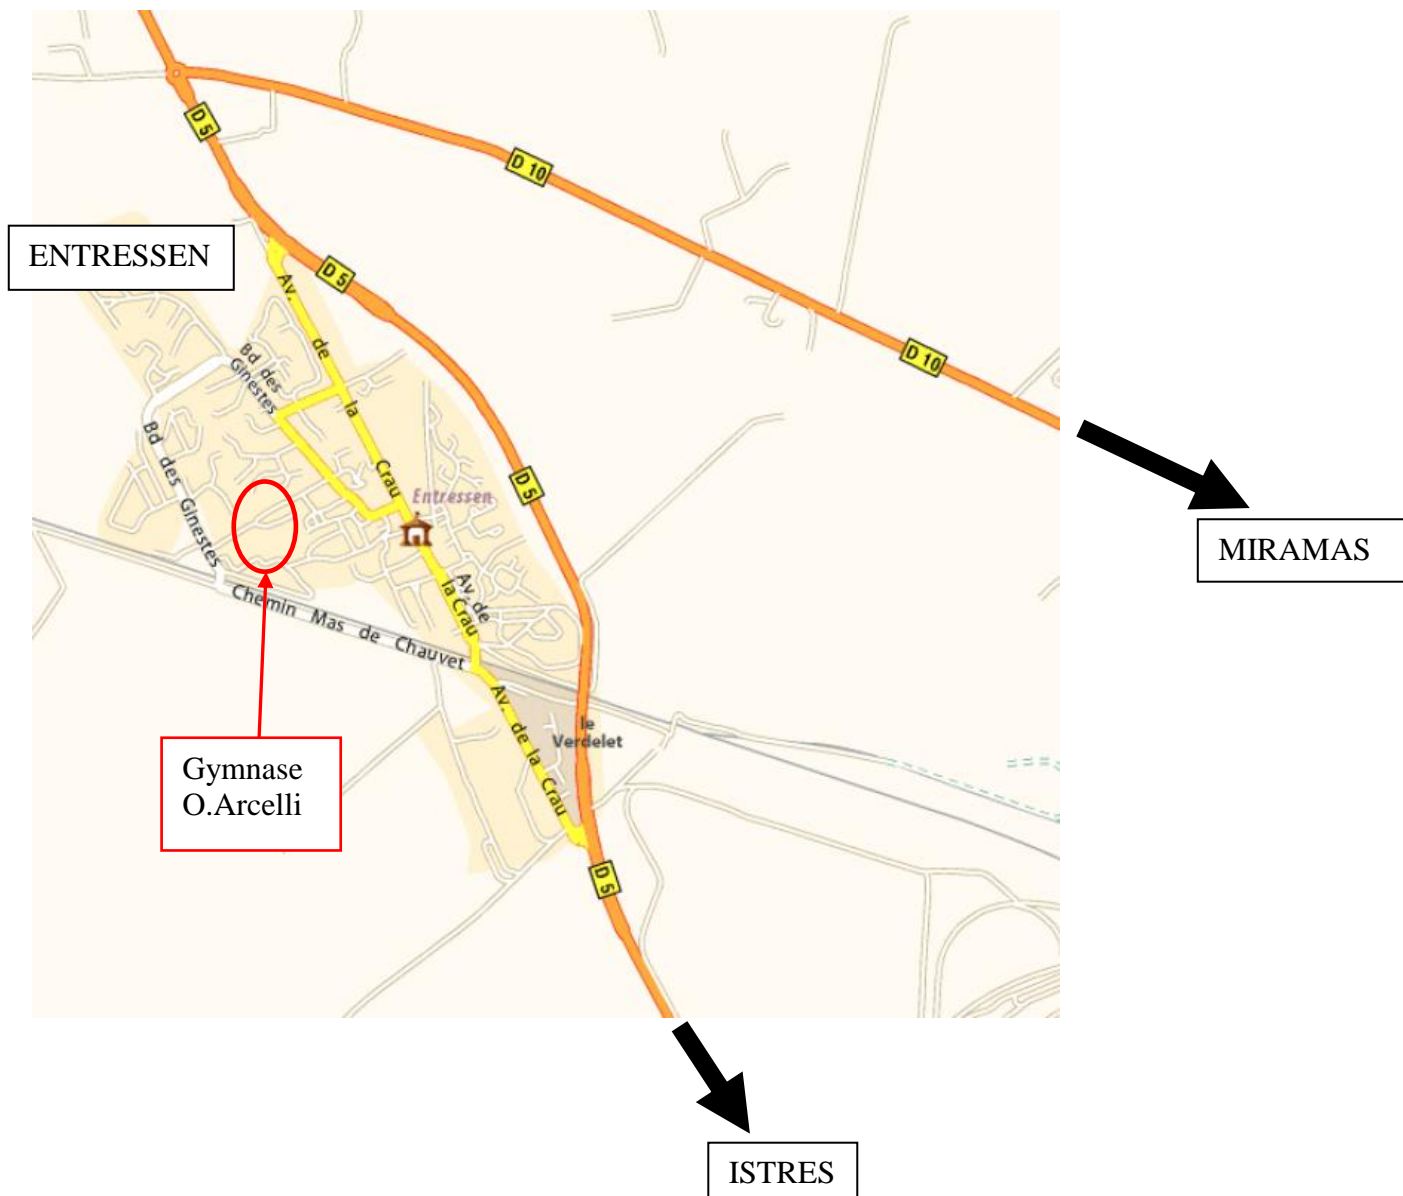 D 5
D 10
ENTRESSEN
D 5
Av. de la Crau
D 10
Bd des
Ginestes
Bd des Ginestes
D 5
Entressen
MIRAMAS
Av. de
la Crau
Chemin Mas de Chauvet
Av. de la Crau
le
Verdelet
Gymnase
O.Arcelli
D 5
ISTRES